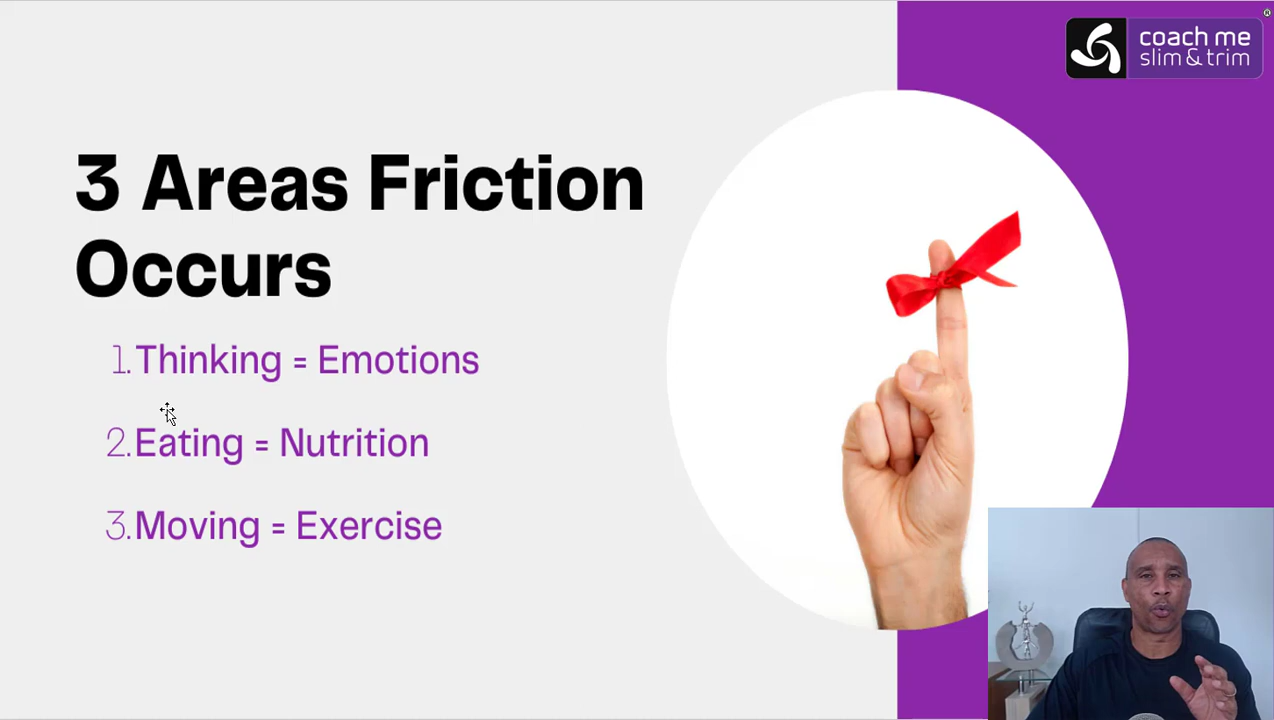 coach me
slim & trim
3 Areas Friction
Occurs
1. Thinking = Emotions
2. Eating = Nutrition
3. Moving = Exercise